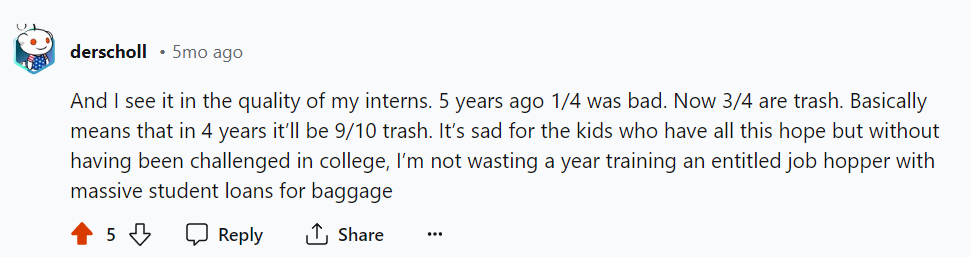 derscholl • 5mo ago
And I see it in the quality of my interns. 5 years ago 1/4 was bad. Now 3/4 are trash. Basically
means that in 4 years it'll be 9/10 trash. It's sad for the kids who have all this hope but without
having been challenged in college, I'm not wasting a year training an entitled job hopper with
massive student loans for baggage
5 Reply Share ···